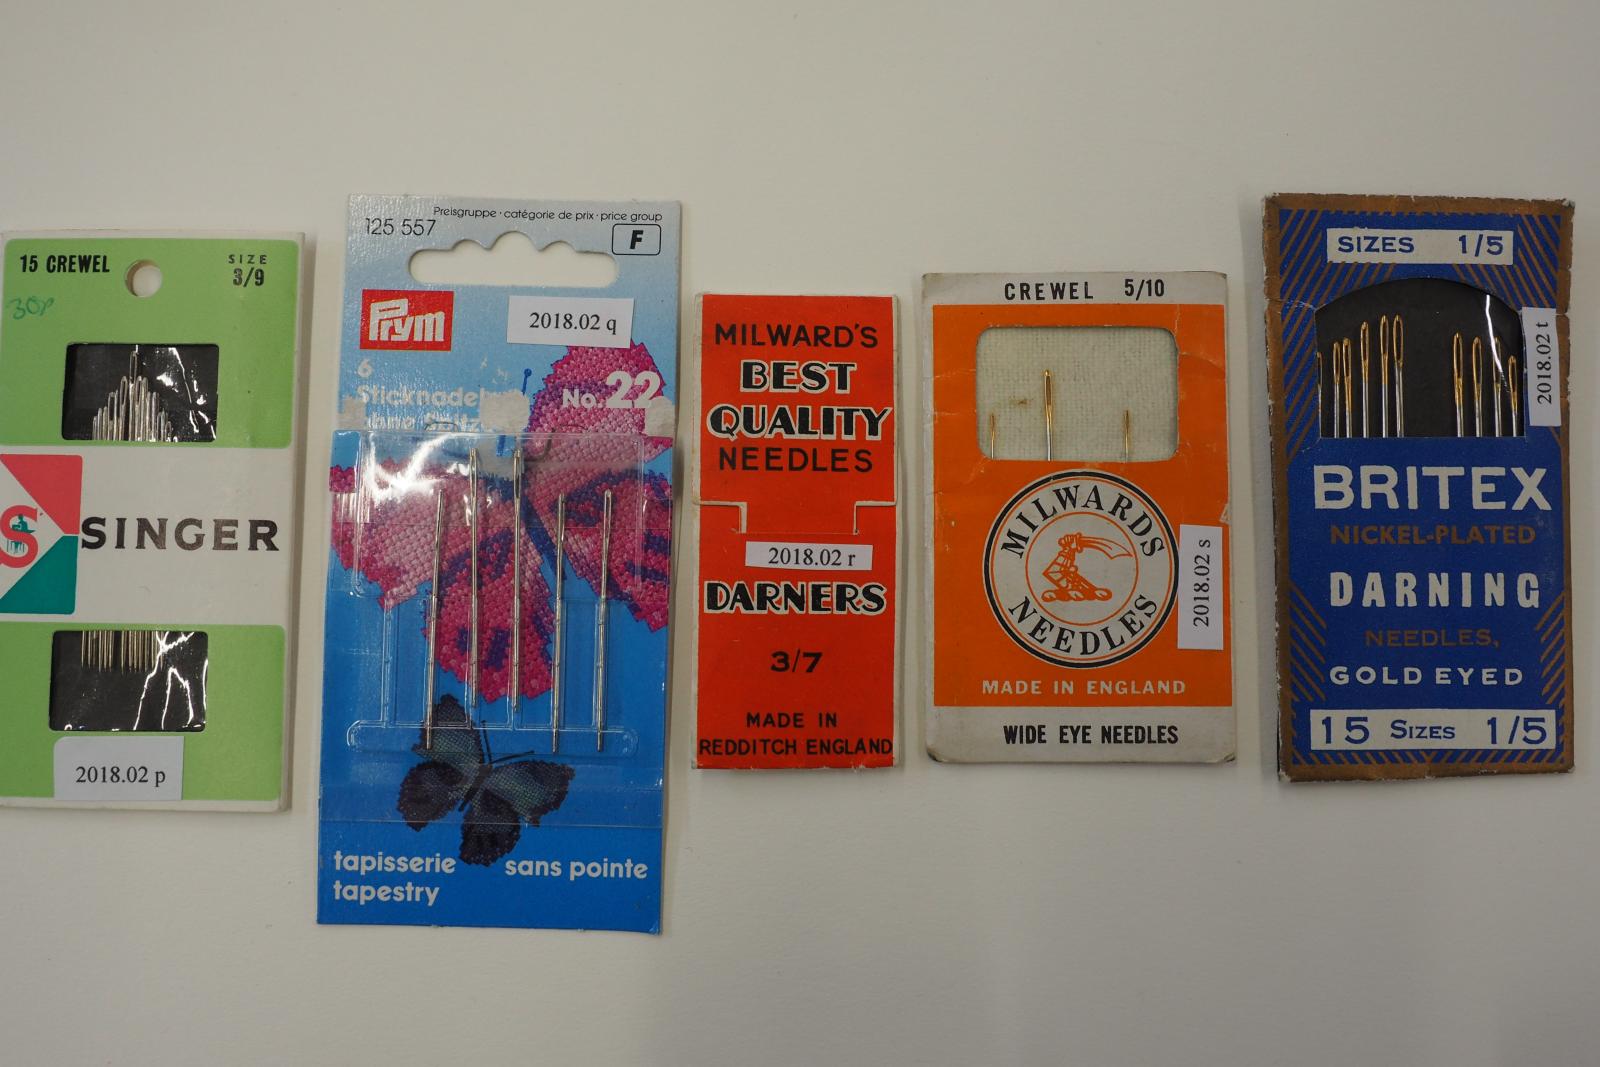 15 CREWEL
SIZE
3/9
30p
SINGER
2018.02 p
Preisgruppe · catégorie de prix · price group
125 557
F
Prym
2018.02 q
6
No. 22
tapisserie
tapestry
sans pointe
MILWARD'S
BEST
QUALITY
NEEDLES
2018.02 r
DARNERS
3/7
MADE IN
REDDITCH ENGLAND
CREWEL 5/10
MILWARDS
NEEDLES
2018.02 s
MADE IN ENGLAND
WIDE EYE NEEDLES
SIZES 1/5
2018.02 t
BRITEX
NICKEL-PLATED
DARNING
NEEDLES,
GOLD EYED
15 SIZES 1/5